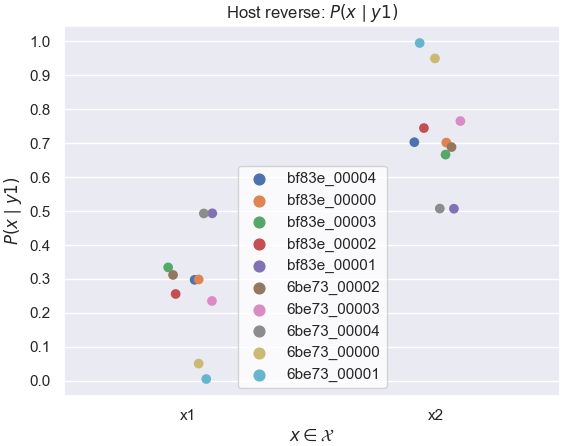 Host reverse: P(x | y1)
1.0
0.9
0.8
0.7
0.6
0.5
0.4
0.3
0.2
0.1
0.0
P(x | y1)
bf83e_00004
bf83e_00000
bf83e_00003
bf83e_00002
bf83e_00001
6be73_00002
6be73_00003
6be73_00004
6be73_00000
6be73_00001
x1 x2
x ∈ 𝒳